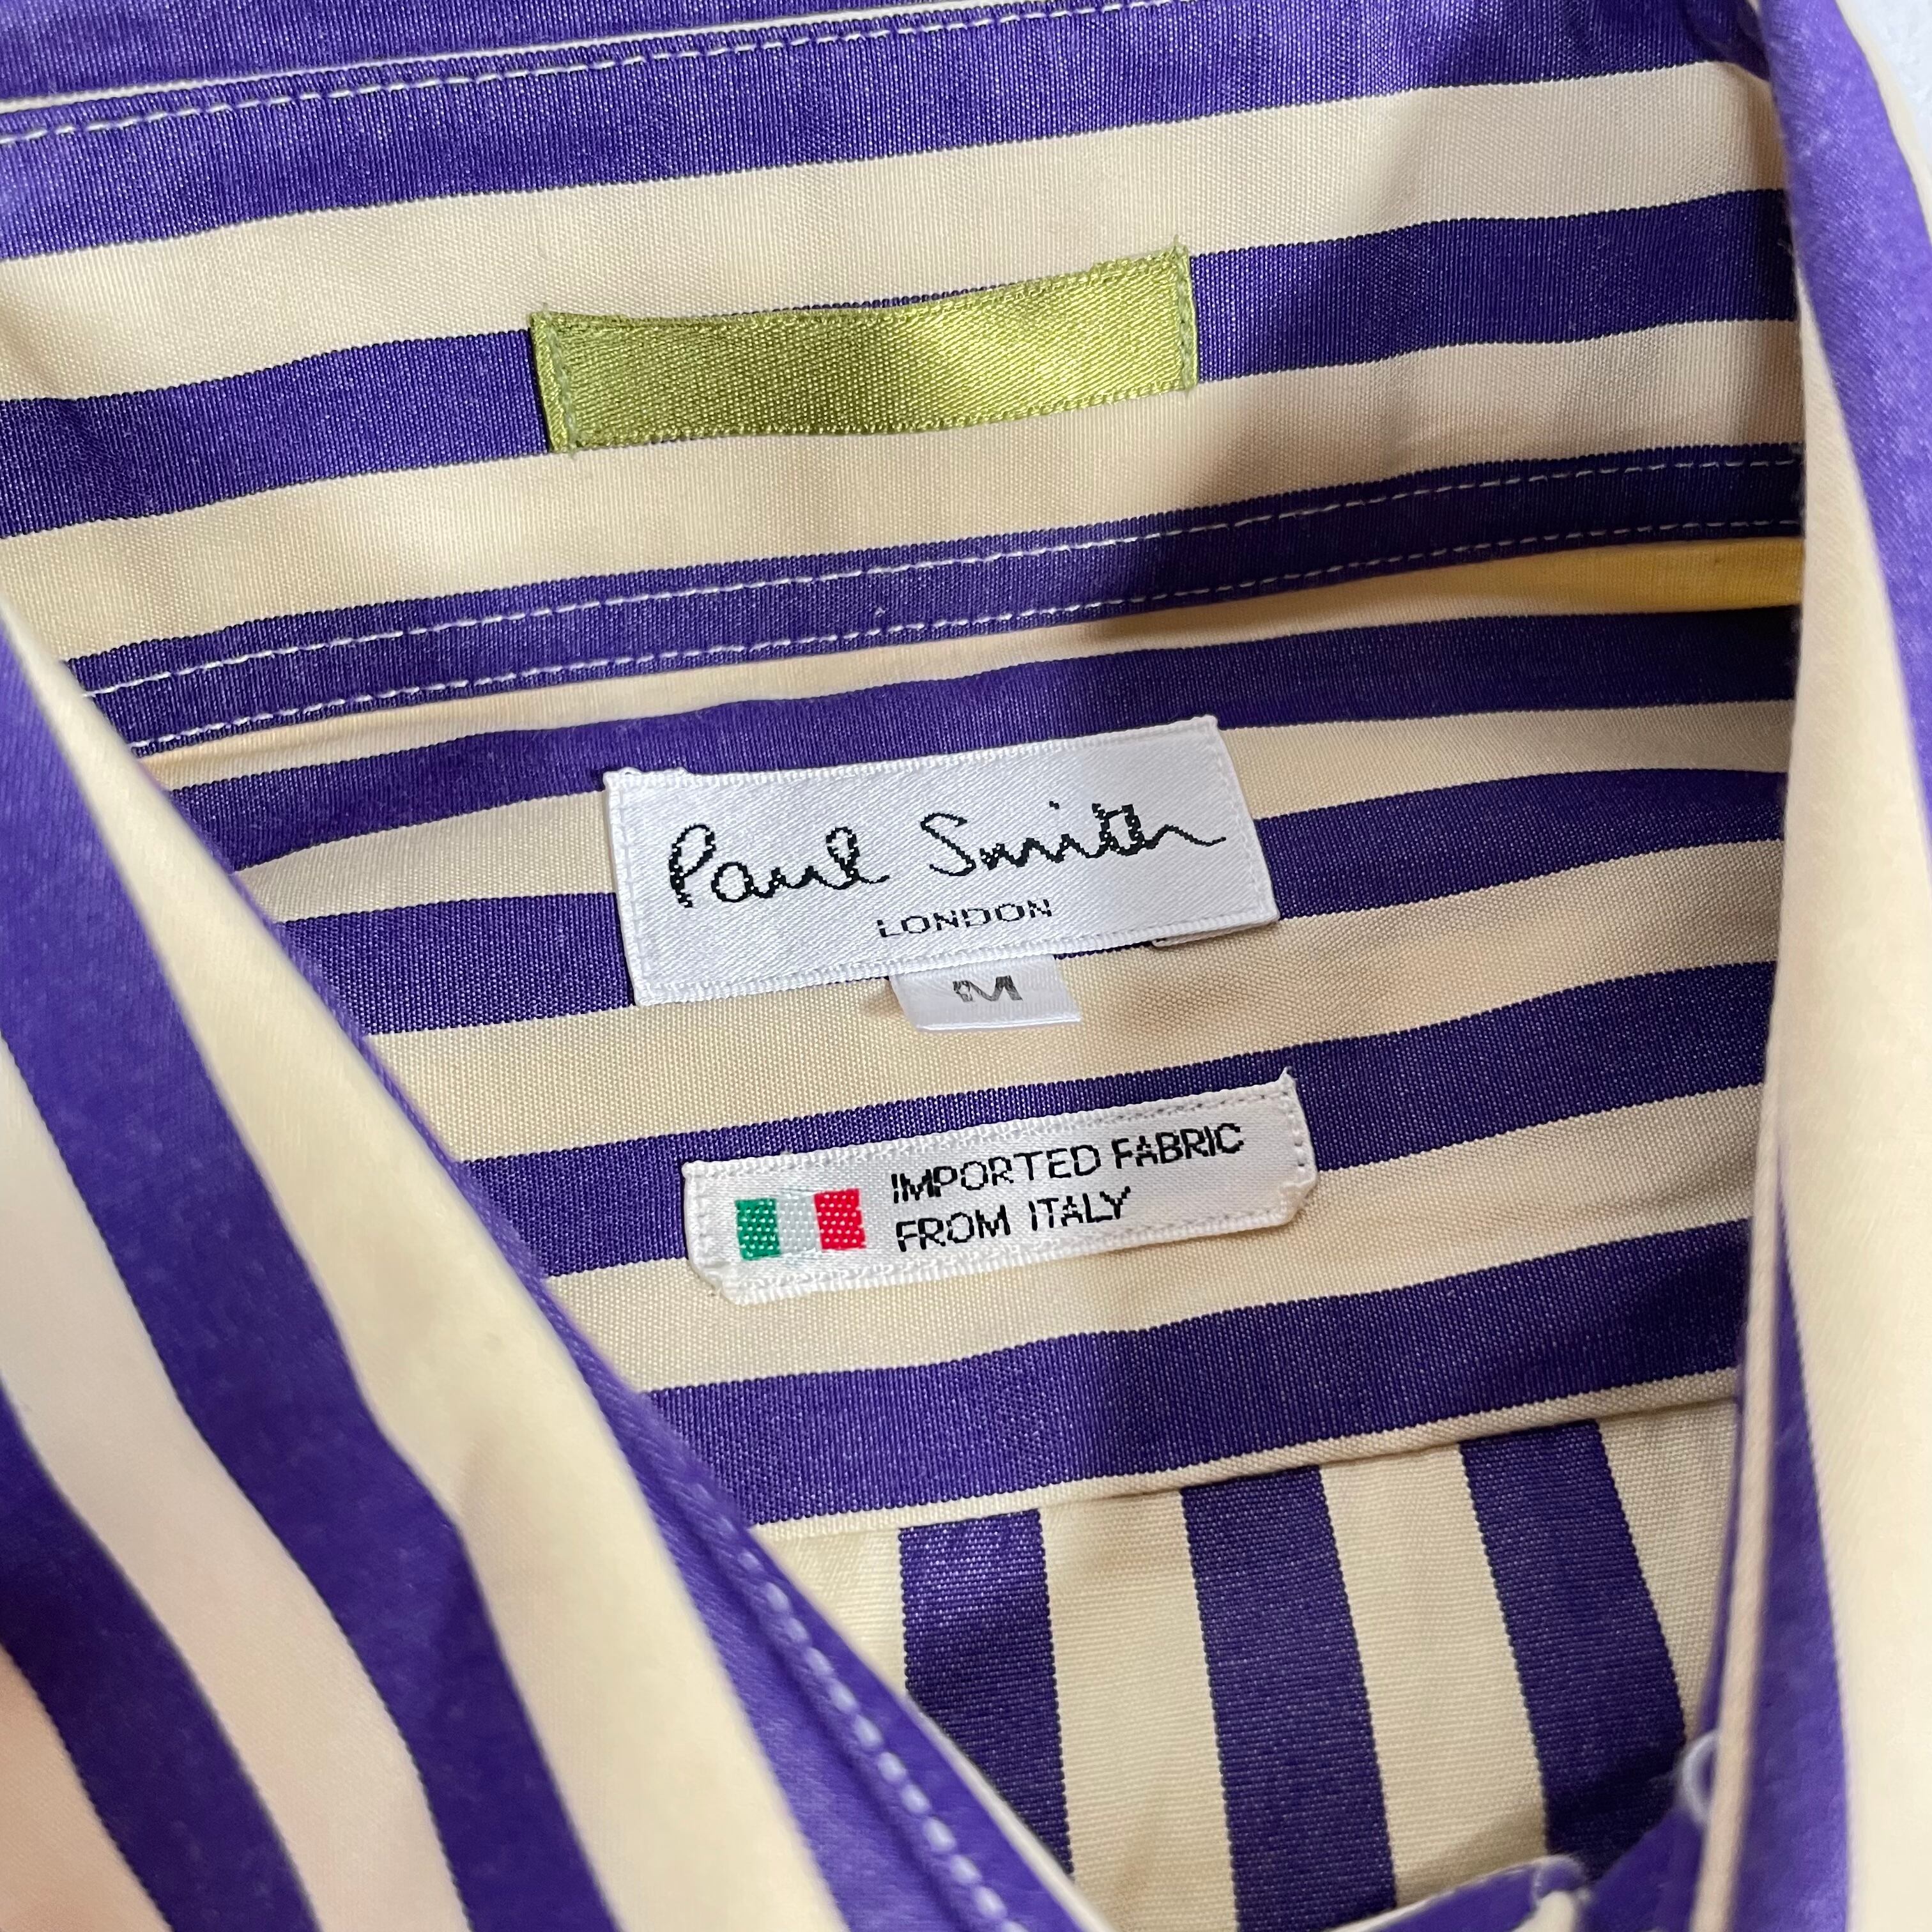 Paul Smith
LONDON
M
IMPORTED FABRIC
FROM ITALY